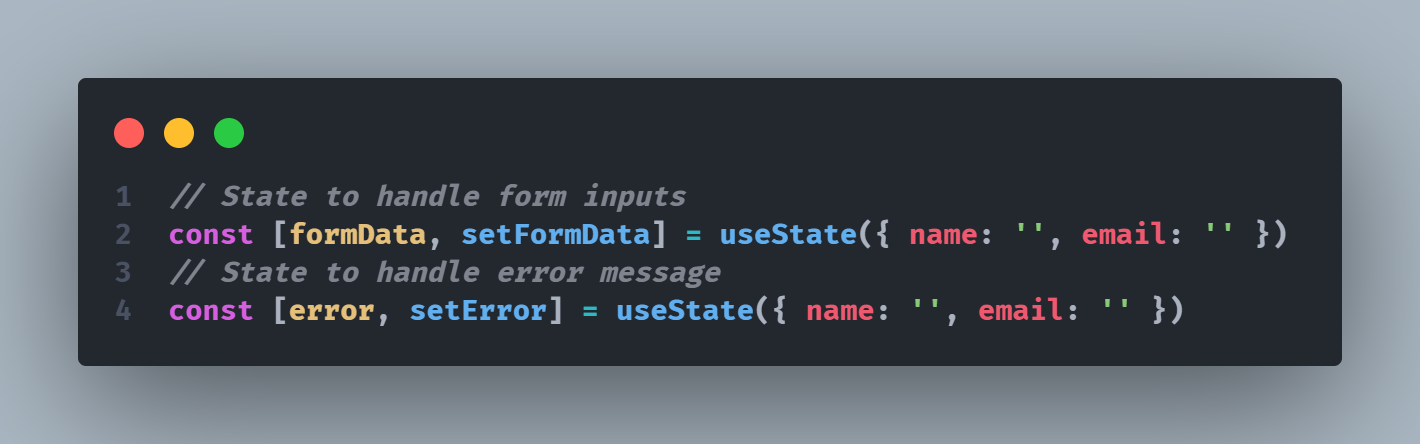 1 // State to handle form inputs
2 const [formData, setFormData] = useState({ name: '', email: '' })
3 // State to handle error message
4 const [error, setError] = useState({ name: '', email: '' })